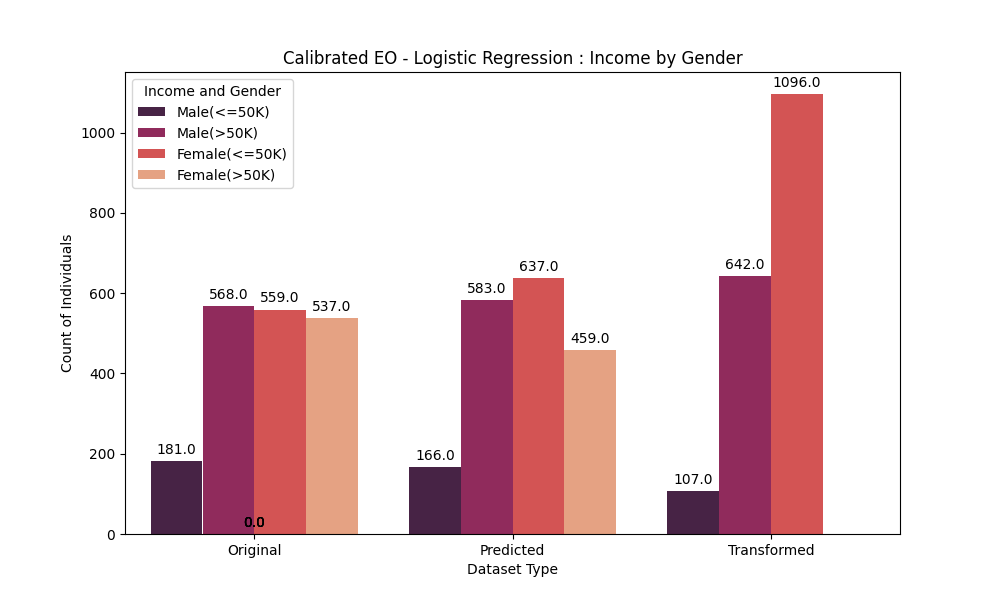 Calibrated EO - Logistic Regression : Income by Gender
Income and Gender
Male(<=50K)
Male(>50K)
Female(<=50K)
Female(>50K)
Count of Individuals
1000
800
600
400
200
0
181.0
568.0
559.0
537.0
0.0
166.0
583.0
637.0
459.0
107.0
642.0
1096.0
Original
Predicted
Transformed
Dataset Type